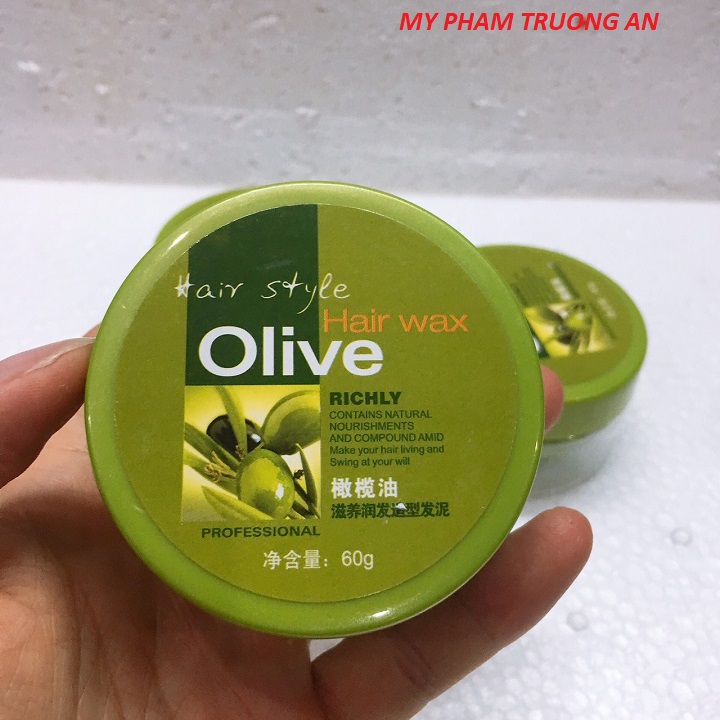 MY PHAM TRUONG AN
Hair style
Hair wax
Olive
RICHLY
CONTAINS NATURAL
NOURISHMENTS
AND COMPOUND AMID
Make your hair living and
Swing at your will
橄榄油
滋养润发造型发泥
PROFESSIONAL
净含量：60g